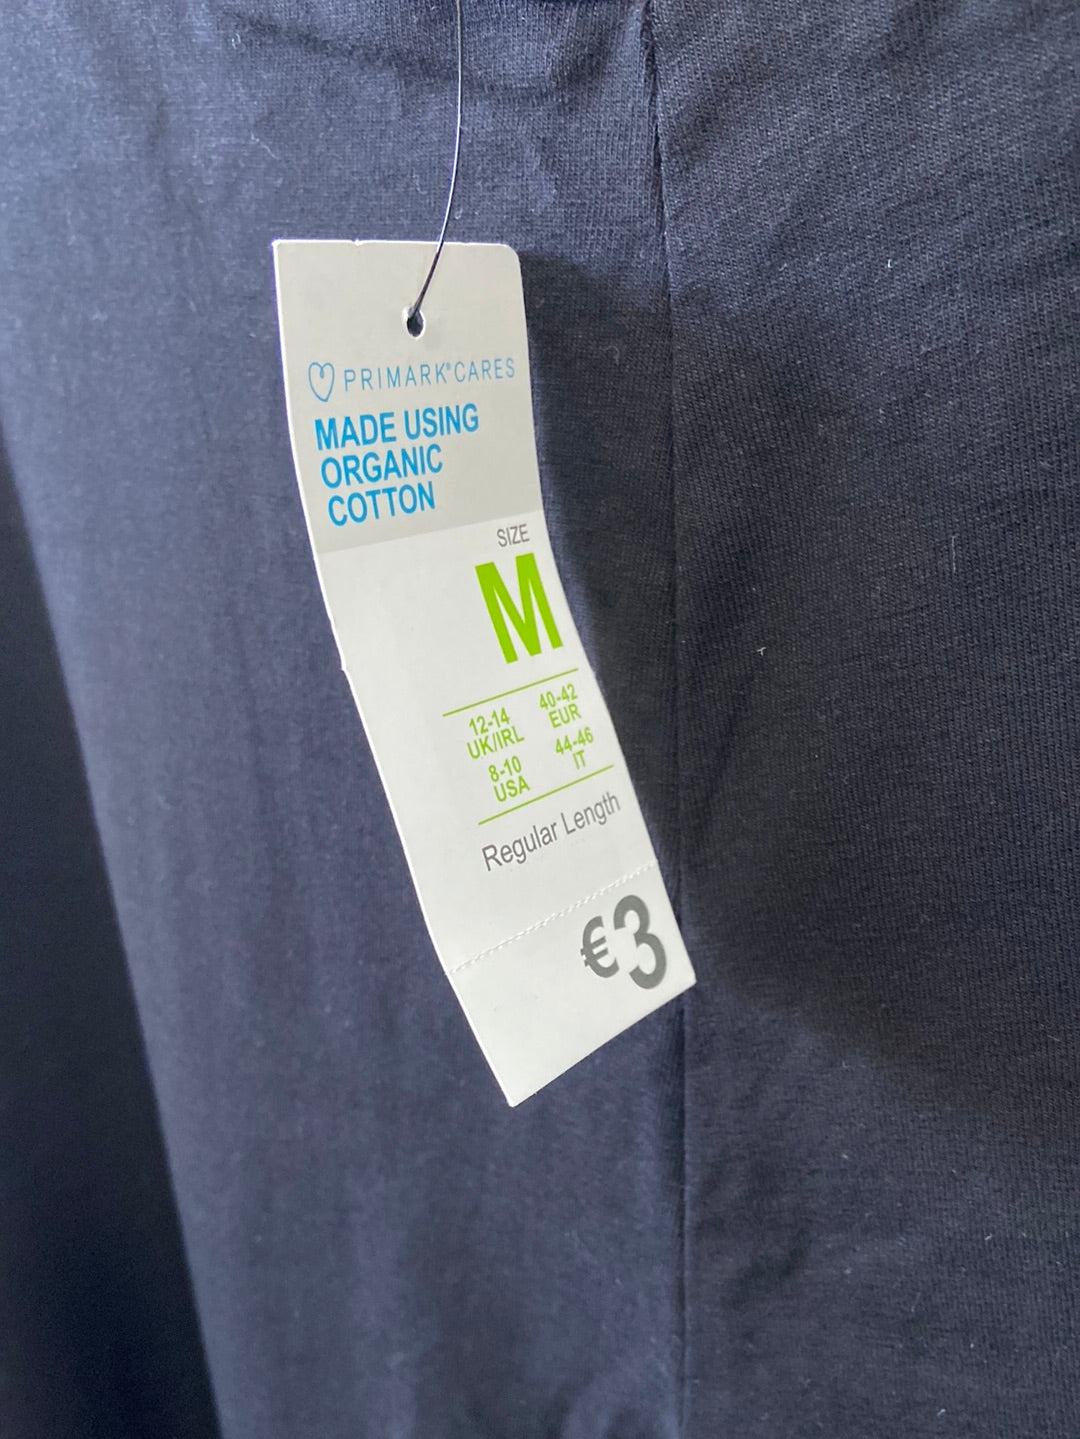 PRIMARK® CARES
MADE USING
ORGANIC
COTTON
SIZE
M
12-14
UK/IRL
40-42
EUR
8-10
USA
44-46
IT
Regular Length
€3